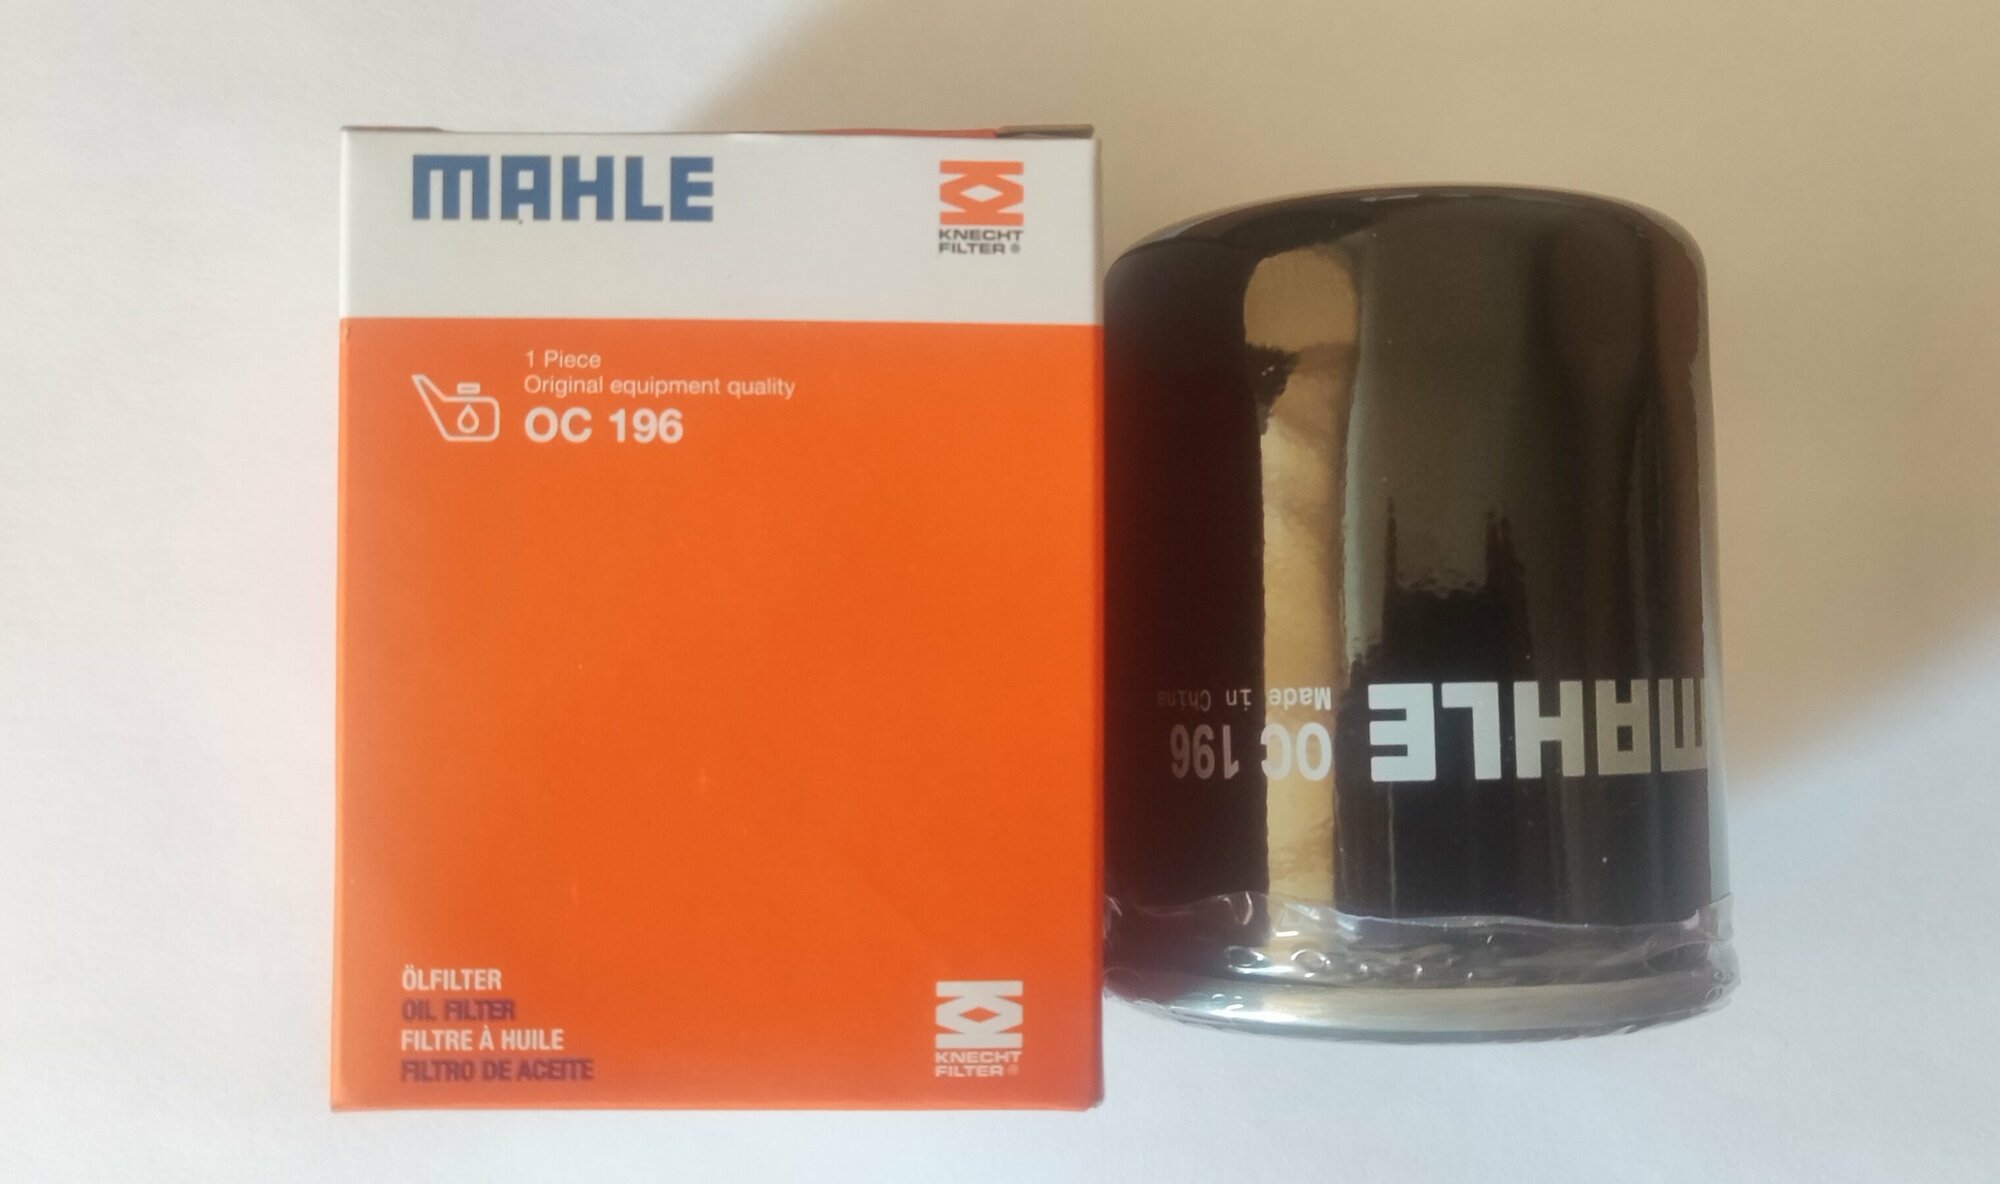 MAHLE
KNECHT
FILTER®
1 Piece
Original equipment quality
OC 196
ÖLFILTER
OIL FILTER
FILTRE À HUILE
FILTRO DE ACEITE
KNECHT
FILTER®
MAHLE
OC 196
Made in China